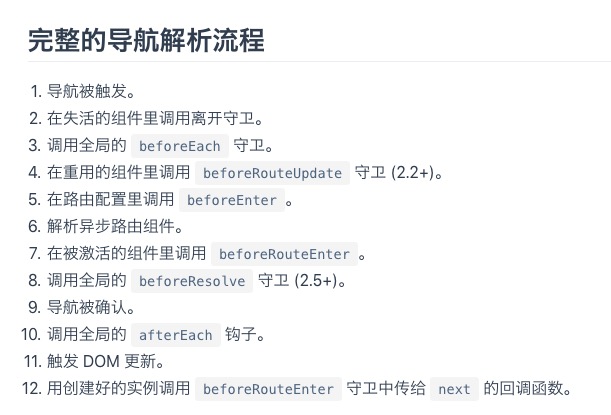 完整的导航解析流程
1. 导航被触发。
2. 在失活的组件里调用离开守卫。
3. 调用全局的 beforeEach 守卫。
4. 在重用的组件里调用 beforeRouteUpdate 守卫 (2.2+)。
5. 在路由配置里调用 beforeEnter 。
6. 解析异步路由组件。
7. 在被激活的组件里调用 beforeRouteEnter 。
8. 调用全局的 beforeResolve 守卫 (2.5+)。
9. 导航被确认。
10. 调用全局的 afterEach 钩子。
11. 触发 DOM 更新。
12. 用创建好的实例调用 beforeRouteEnter 守卫中传给 next 的回调函数。